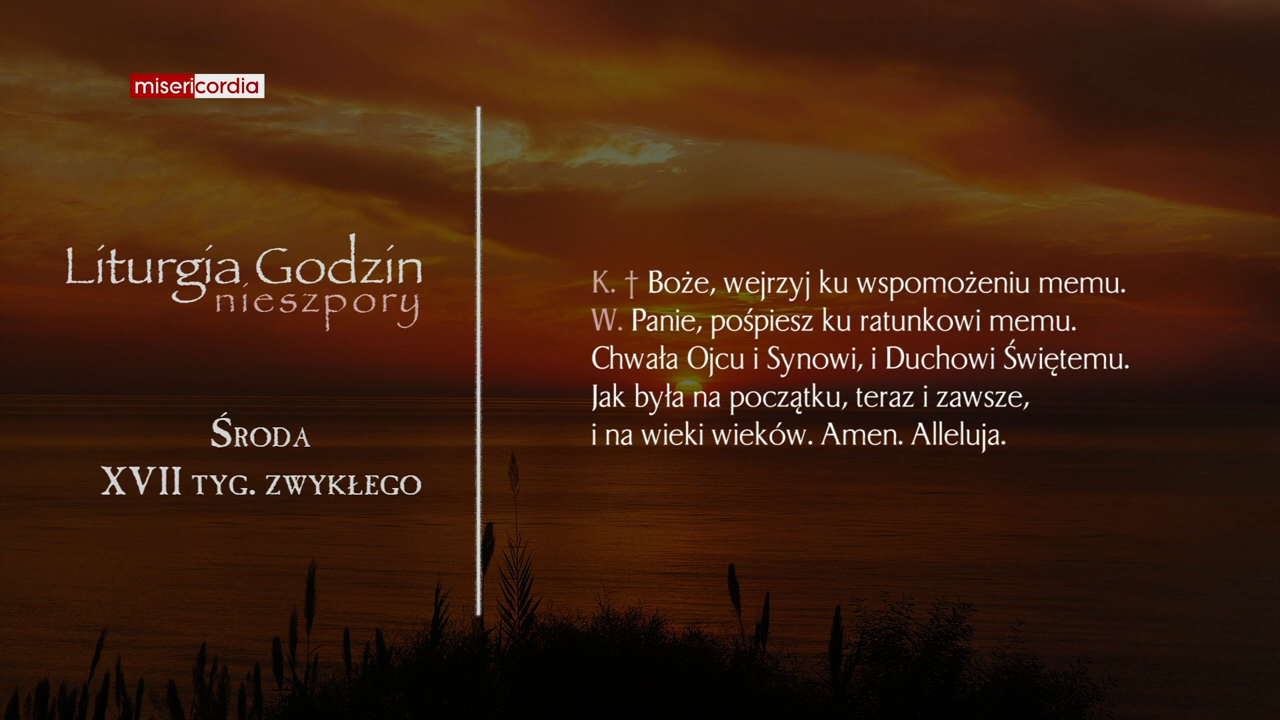 misericordia
Liturgia Godzin
nieszpory
Środa
XVII tyg. zwykłego
K. † Boże, wejrzyj ku wspomożeniu memu.
W. Panie, pośpiesz ku ratunkowi memu.
Chwała Ojcu i Synowi, i Duchowi Świętemu.
Jak była na początku, teraz i zawsze,
i na wieki wieków. Amen. Alleluja.